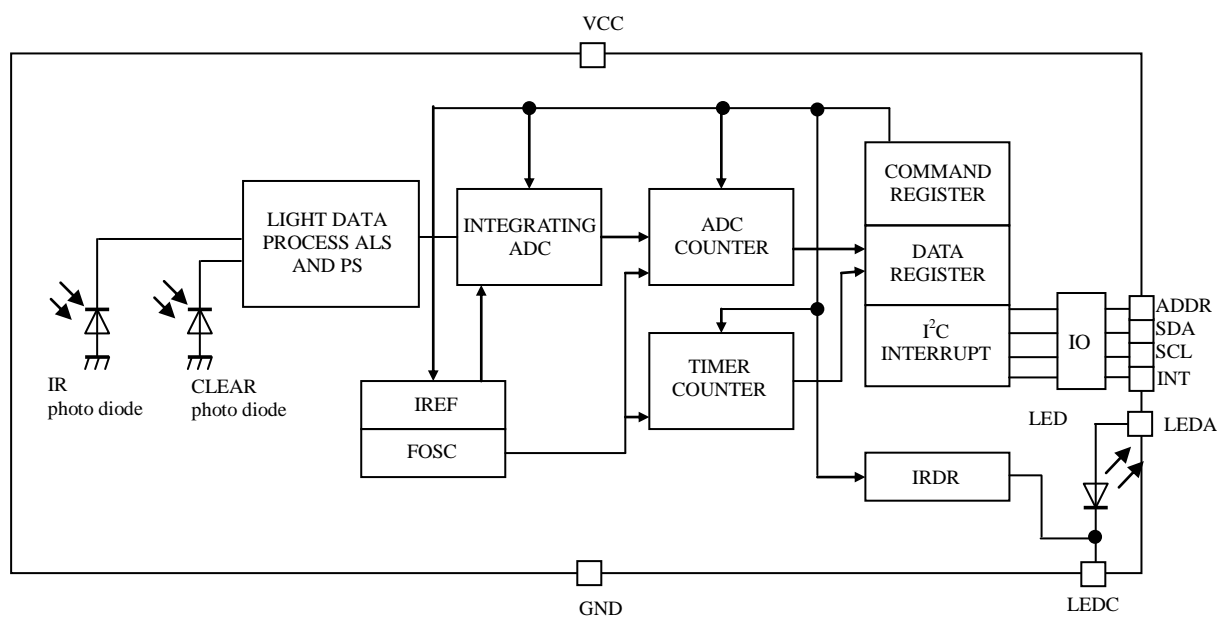 VCC
COMMAND
REGISTER
LIGHT DATA
PROCESS ALS
AND PS
INTEGRATING
ADC
ADC
COUNTER
DATA
REGISTER
I²C
INTERRUPT
IO
ADDR
SDA
SCL
INT
IR
photo diode
CLEAR
photo diode
IREF
FOSC
TIMER
COUNTER
LED
LEDA
IRDR
GND
LEDC